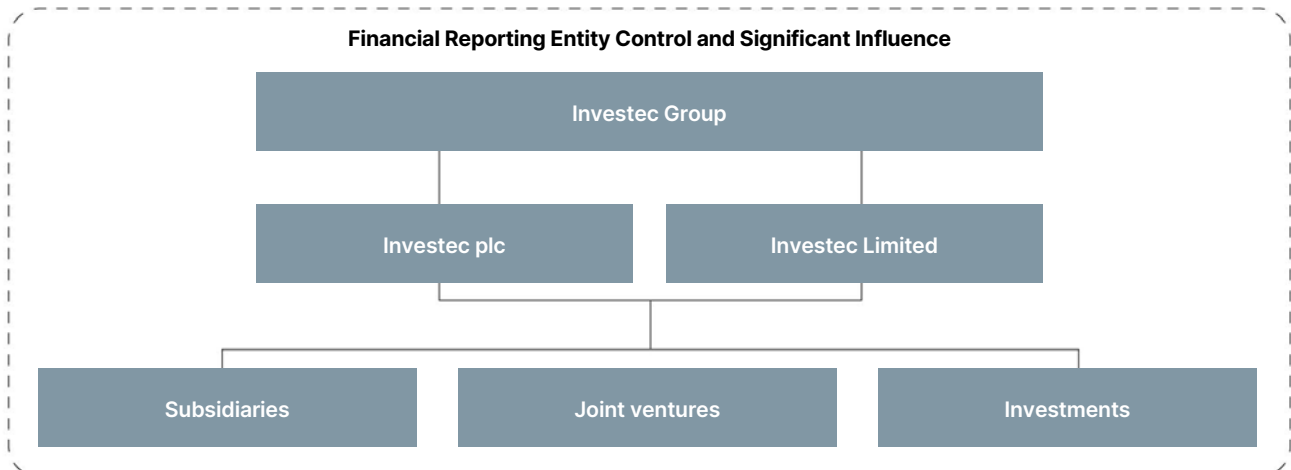 Financial Reporting Entity Control and Significant Influence
Investec Group
Investec plc
Investec Limited
Subsidiaries
Joint ventures
Investments